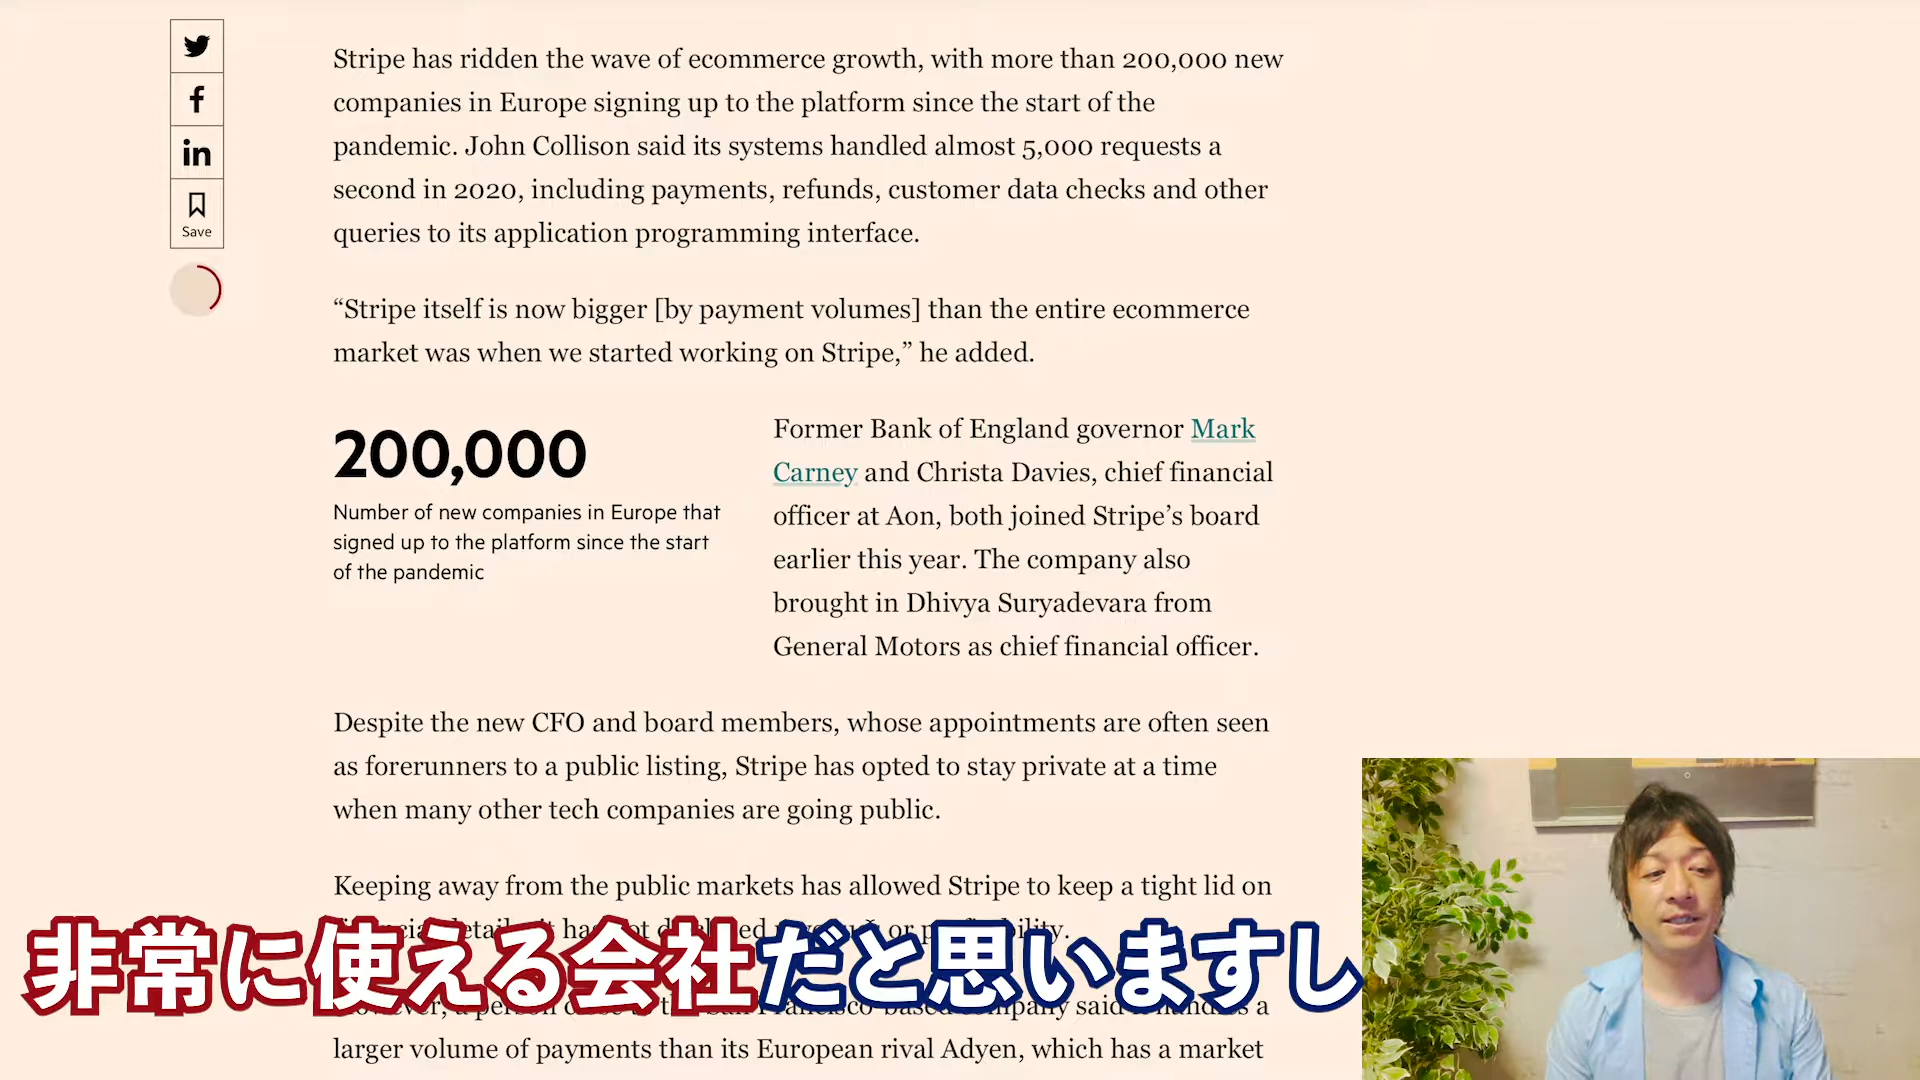 Save
Stripe has ridden the wave of ecommerce growth, with more than 200,000 new
companies in Europe signing up to the platform since the start of the
pandemic. John Collison said its systems handled almost 5,000 requests a
second in 2020, including payments, refunds, customer data checks and other
queries to its application programming interface.
“Stripe itself is now bigger [by payment volumes] than the entire ecommerce
market was when we started working on Stripe,” he added.
200,000
Number of new companies in Europe that
signed up to the platform since the start
of the pandemic
Former Bank of England governor Mark
Carney and Christa Davies, chief financial
officer at Aon, both joined Stripe’s board
earlier this year. The company also
brought in Dhivya Suryadevara from
General Motors as chief financial officer.
Despite the new CFO and board members, whose appointments are often seen
as forerunners to a public listing, Stripe has opted to stay private at a time
when many other tech companies are going public.
Keeping away from the public markets has allowed Stripe to keep a tight lid on
or
非常に使える会社だと思いますし
a person said a
larger volume of payments than its European rival Adyen, which has a market